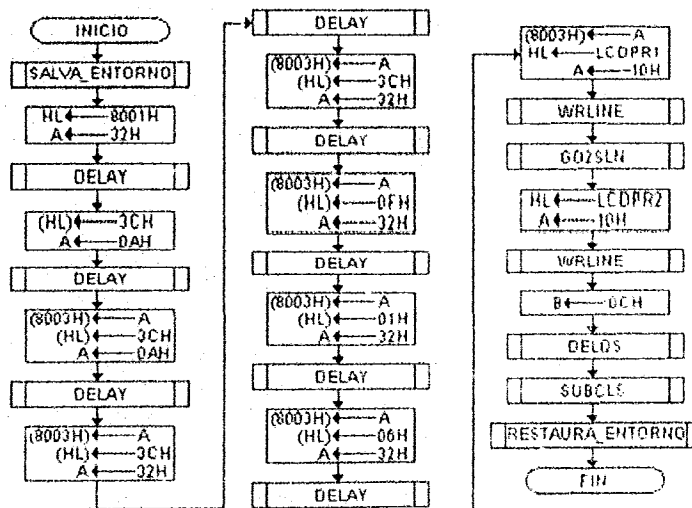 INICIO
SALVA_ENTORNO
HL ← 8001H
A ← 32H
DELAY
(HL) ← 3CH
A ← 0AH
DELAY
(8003H) ← A
(HL) ← 3CH
A ← 0AH
DELAY
(8003H) ← A
(HL) ← 3CH
A ← 32H
DELAY
(8003H) ← A
(HL) ← 3CH
A ← 32H
DELAY
(8003H) ← A
(HL) ← 0FH
A ← 32H
DELAY
(8003H) ← A
(HL) ← 01H
A ← 32H
DELAY
(8003H) ← A
(HL) ← 06H
A ← 32H
DELAY
(8003H) ← A
HL ← LCDPR1
A ← 10H
WRLINE
GO2SLN
HL ← LCDPR2
A ← 10H
WRLINE
B ← 0CH
DEL0S
SUBCLS
RESTAURA_ENTORNO
FIN